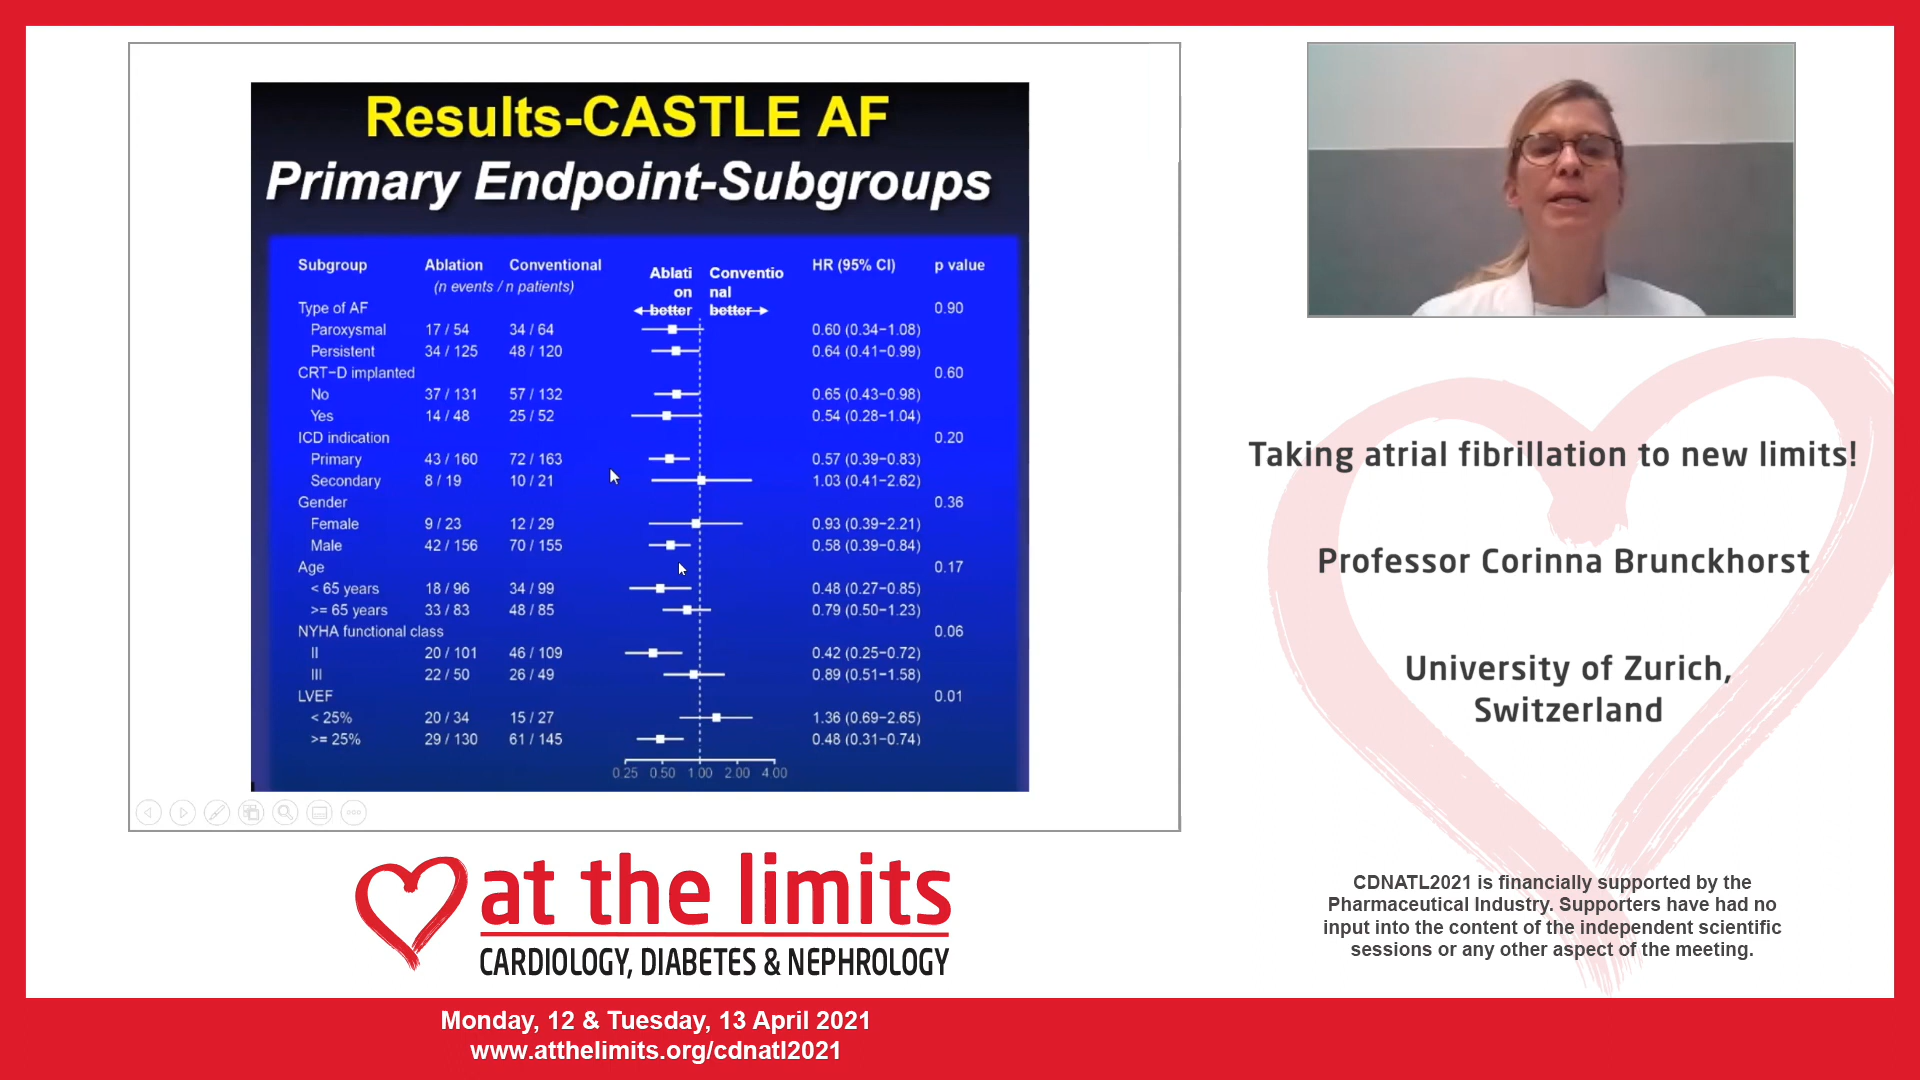 Results-CASTLE AF
Primary Endpoint-Subgroups
Subgroup Ablation Conventional HR (95% CI) p value
(n events / n patients)
Ablati Conventio
on nal
better better
Type of AF 0.90
Paroxysmal 17 / 54 34 / 64 0.60 (0.34−1.08)
Persistent 34 / 125 48 / 120 0.64 (0.41−0.99)
CRT−D implanted 0.60
No 37 / 131 57 / 132 0.65 (0.43−0.98)
Yes 14 / 48 25 / 52 0.54 (0.28−1.04)
ICD indication 0.20
Primary 43 / 160 72 / 163 0.57 (0.39−0.83)
Secondary 8 / 19 10 / 21 1.03 (0.41−2.62)
Gender 0.36
Female 9 / 23 12 / 29 0.93 (0.39−2.21)
Male 42 / 156 70 / 155 0.58 (0.39−0.84)
Age 0.17
< 65 years 18 / 96 34 / 99 0.48 (0.27−0.85)
>= 65 years 33 / 83 48 / 85 0.79 (0.50−1.23)
NYHA functional class 0.06
II 20 / 101 46 / 109 0.42 (0.25−0.72)
III 22 / 50 26 / 49 0.89 (0.51−1.58)
LVEF 0.01
< 25% 20 / 34 15 / 27 1.36 (0.69−2.65)
>= 25% 29 / 130 61 / 145 0.48 (0.31−0.74)
0.25 0.50 1.00 2.00 4.00
Taking atrial fibrillation to new limits!
Professor Corinna Brunckhorst
University of Zurich,
Switzerland
CDNATL2021 is financially supported by the
Pharmaceutical Industry. Supporters have had no
input into the content of the independent scientific
sessions or any other aspect of the meeting.
at the limits
CARDIOLOGY, DIABETES & NEPHROLOGY
Monday, 12 & Tuesday, 13 April 2021
www.atthelimits.org/cdnatl2021